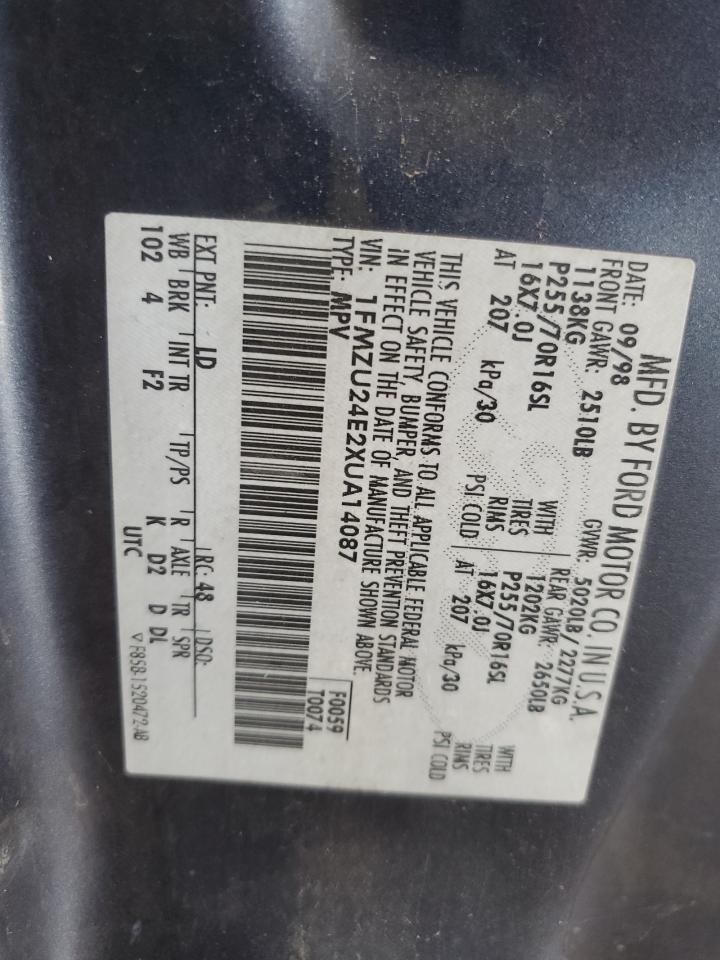 MFD. BY FORD MOTOR CO. IN U.S.A.
DATE: 09/98 GVWR: 5020LB/ 2277KG
FRONT GAWR: 2510LB REAR GAWR: 2650LB
1138KG 1202KG
P255/70R16SL WITH TIRES P255/70R16SL WITH TIRES
16X7.0J RIMS 16X7.0J RIMS
AT 207 kPa/30 PSI COLD AT 207 kPa/30 PSI COLD
THIS VEHICLE CONFORMS TO ALL APPLICABLE FEDERAL MOTOR
VEHICLE SAFETY, BUMPER, AND THEFT PREVENTION STANDARDS
IN EFFECT ON THE DATE OF MANUFACTURE SHOWN ABOVE.
VIN: 1FMZU24E2XUA14087 F0059
TYPE: MPV T0074
EXT PNT: LD RC: 48 DSO:
WB BRK INT TR TP/PS R AXLE TR SPR
102 4 F2 K D2 D DL
UTC ▽ F85B-1520472-AB